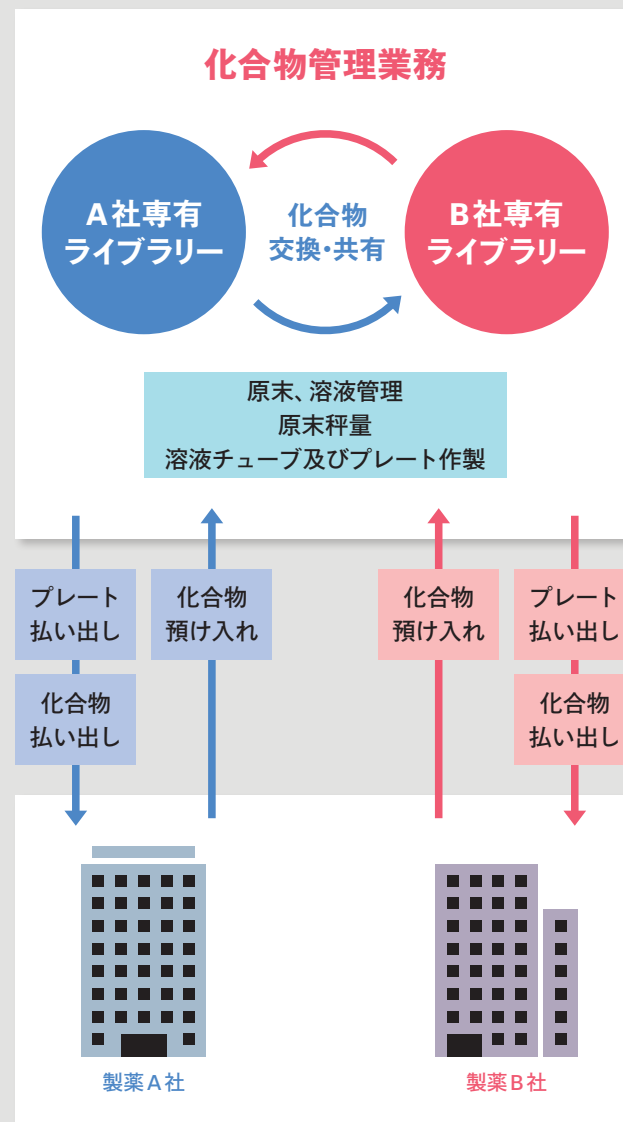 化合物管理業務
A社専有
ライブラリー
化合物
交換・共有
B社専有
ライブラリー
原末、溶液管理
原末秤量
溶液チューブ及びプレート作製
プレート
払い出し
化合物
預け入れ
化合物
預け入れ
プレート
払い出し
化合物
払い出し
化合物
払い出し
製薬A社
製薬B社